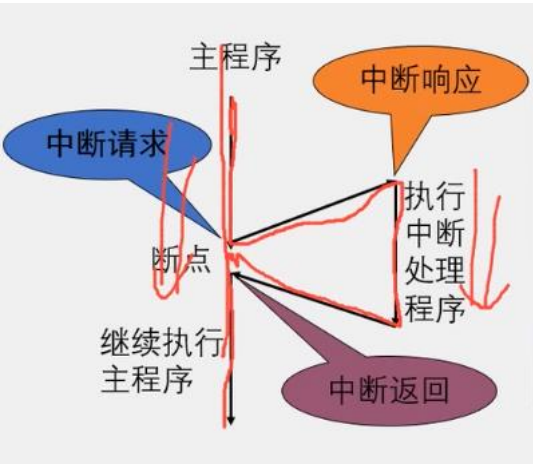 主程序
中断响应
中断请求
执行
中断
处理
程序
断点
继续执行
主程序
中断返回